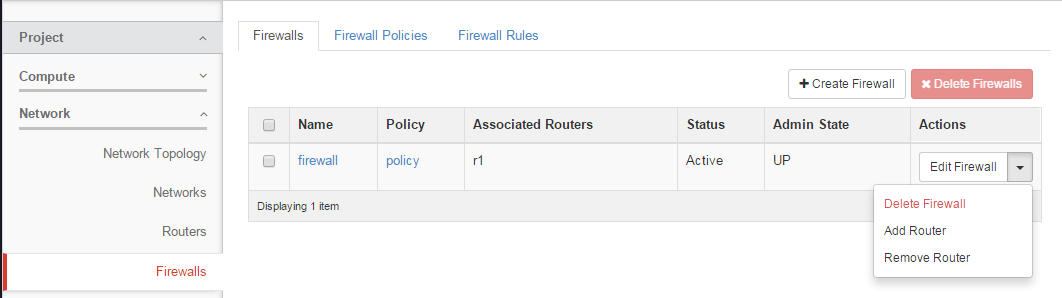 Project
Compute
Network
Network Topology
Networks
Routers
Firewalls
Firewalls Firewall Policies Firewall Rules
+ Create Firewall ✖ Delete Firewalls
Name Policy Associated Routers Status Admin State Actions
firewall policy r1 Active UP Edit Firewall
Displaying 1 item
Delete Firewall
Add Router
Remove Router